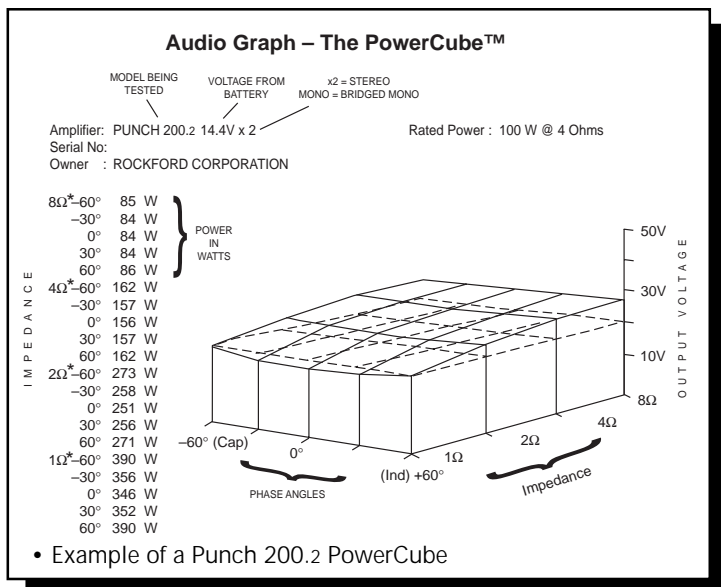 Audio Graph – The PowerCube™
MODEL BEING
TESTED
VOLTAGE FROM
BATTERY
x2 = STEREO
MONO = BRIDGED MONO
Amplifier: PUNCH 200.2 14.4V x 2
Rated Power : 100 W @ 4 Ohms
Serial No:
Owner : ROCKFORD CORPORATION
IMPEDANCE
8Ω*–60° 85 W
–30° 84 W
0° 84 W
30° 84 W
60° 86 W
4Ω*–60° 162 W
–30° 157 W
0° 156 W
30° 157 W
60° 162 W
2Ω*–60° 273 W
–30° 258 W
0° 251 W
30° 256 W
60° 271 W
1Ω*–60° 390 W
–30° 356 W
0° 346 W
30° 352 W
60° 390 W
POWER
IN
WATTS
50V
30V
10V
OUTPUT VOLTAGE
8Ω
4Ω
2Ω
1Ω
Impedance
–60° (Cap)
0°
(Ind) +60°
PHASE ANGLES
• Example of a Punch 200.2 PowerCube